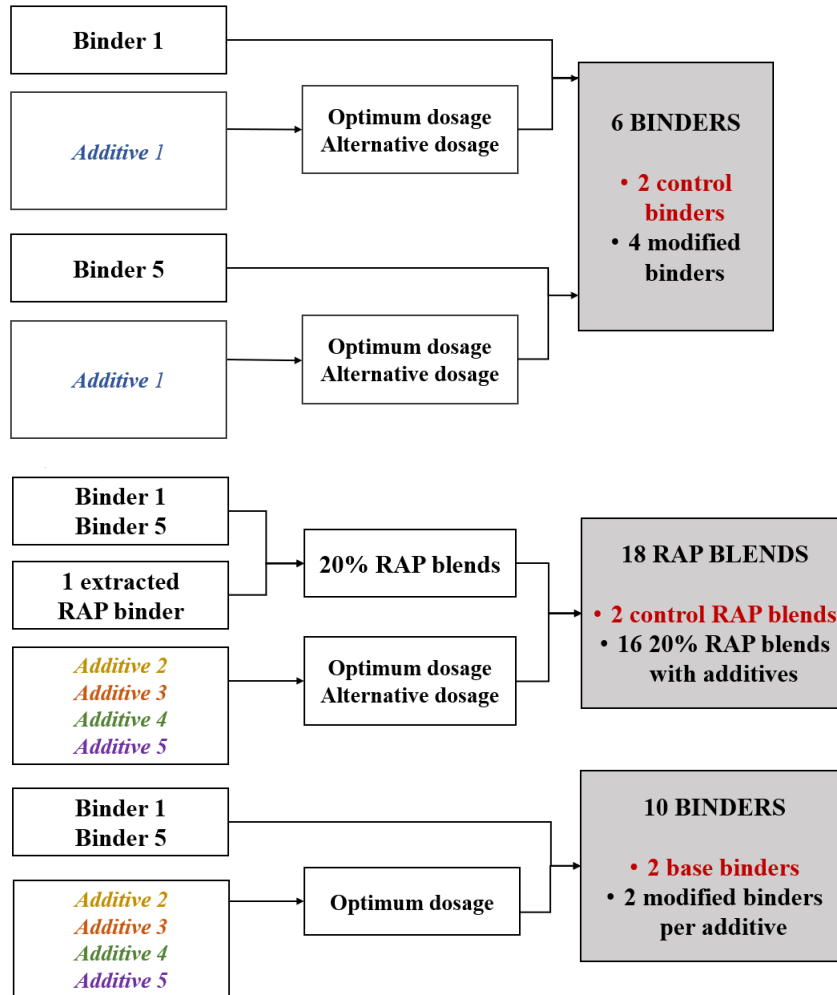 Binder 1
Additive 1
Optimum dosage
Alternative dosage
6 BINDERS
• 2 control
binders
• 4 modified
binders
Binder 5
Additive 1
Optimum dosage
Alternative dosage
Binder 1
Binder 5
1 extracted
RAP binder
20% RAP blends
Additive 2
Additive 3
Additive 4
Additive 5
Optimum dosage
Alternative dosage
18 RAP BLENDS
• 2 control RAP blends
• 16 20% RAP blends
with additives
Binder 1
Binder 5
Additive 2
Additive 3
Additive 4
Additive 5
Optimum dosage
10 BINDERS
• 2 base binders
• 2 modified binders
per additive